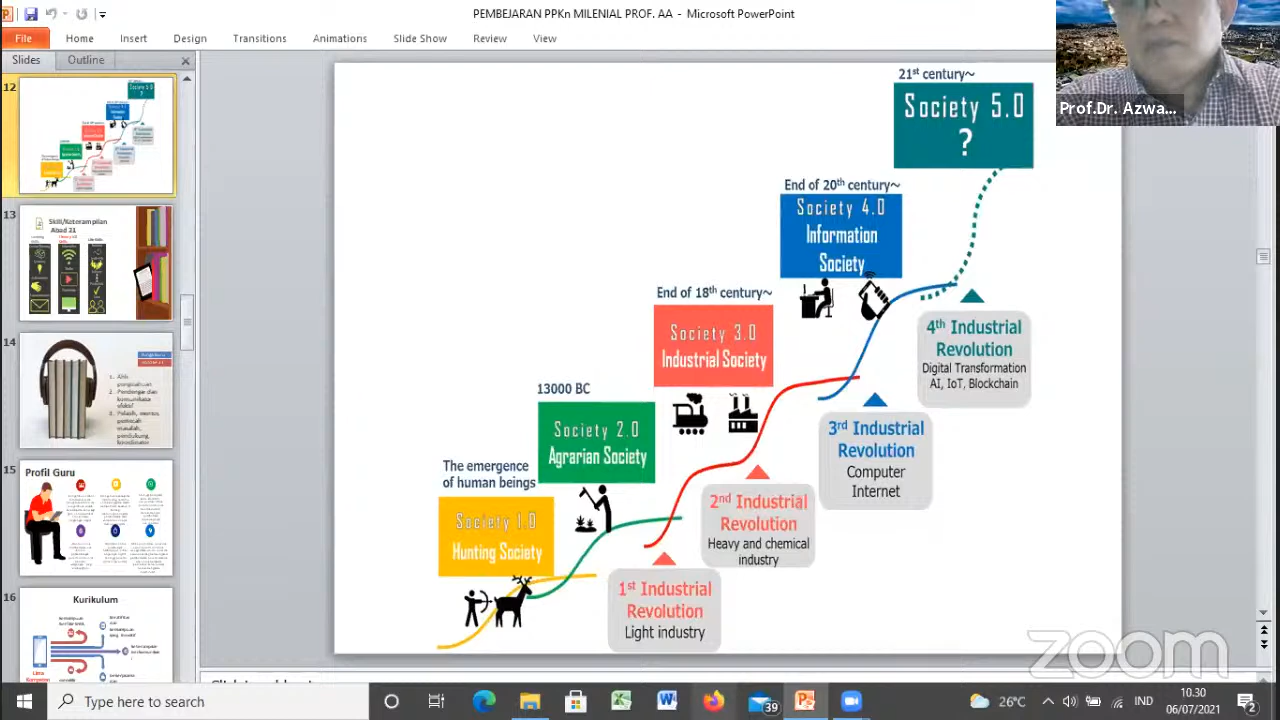 PEMBEJARAN PPKn MILENIAL PROF. AA - Microsoft PowerPoint
File Home Insert Design Transitions Animations Slide Show Review View
Slides Outline
12
13
Skill/Keterampilan
Abad 21
14
15
Profil Guru
16
Kurikulum
21st century~
Society 5.0
?
End of 20th century~
Society 4.0
Information
Society
End of 18th century~
Society 3.0
Industrial Society
13000 BC
Society 2.0
Agrarian Society
The emergence
of human beings
Society 1.0
Hunting Society
4th Industrial
Revolution
Digital Transformation
AI, IoT, Blockchain
3rd Industrial
Revolution
Computer
Internet
2nd Industrial
Revolution
Heavy and chemical
industry
1st Industrial
Revolution
Light industry
Prof.Dr. Azwa...
zoom
Type here to search
39
26°C
IND
10.30
06/07/2021
2